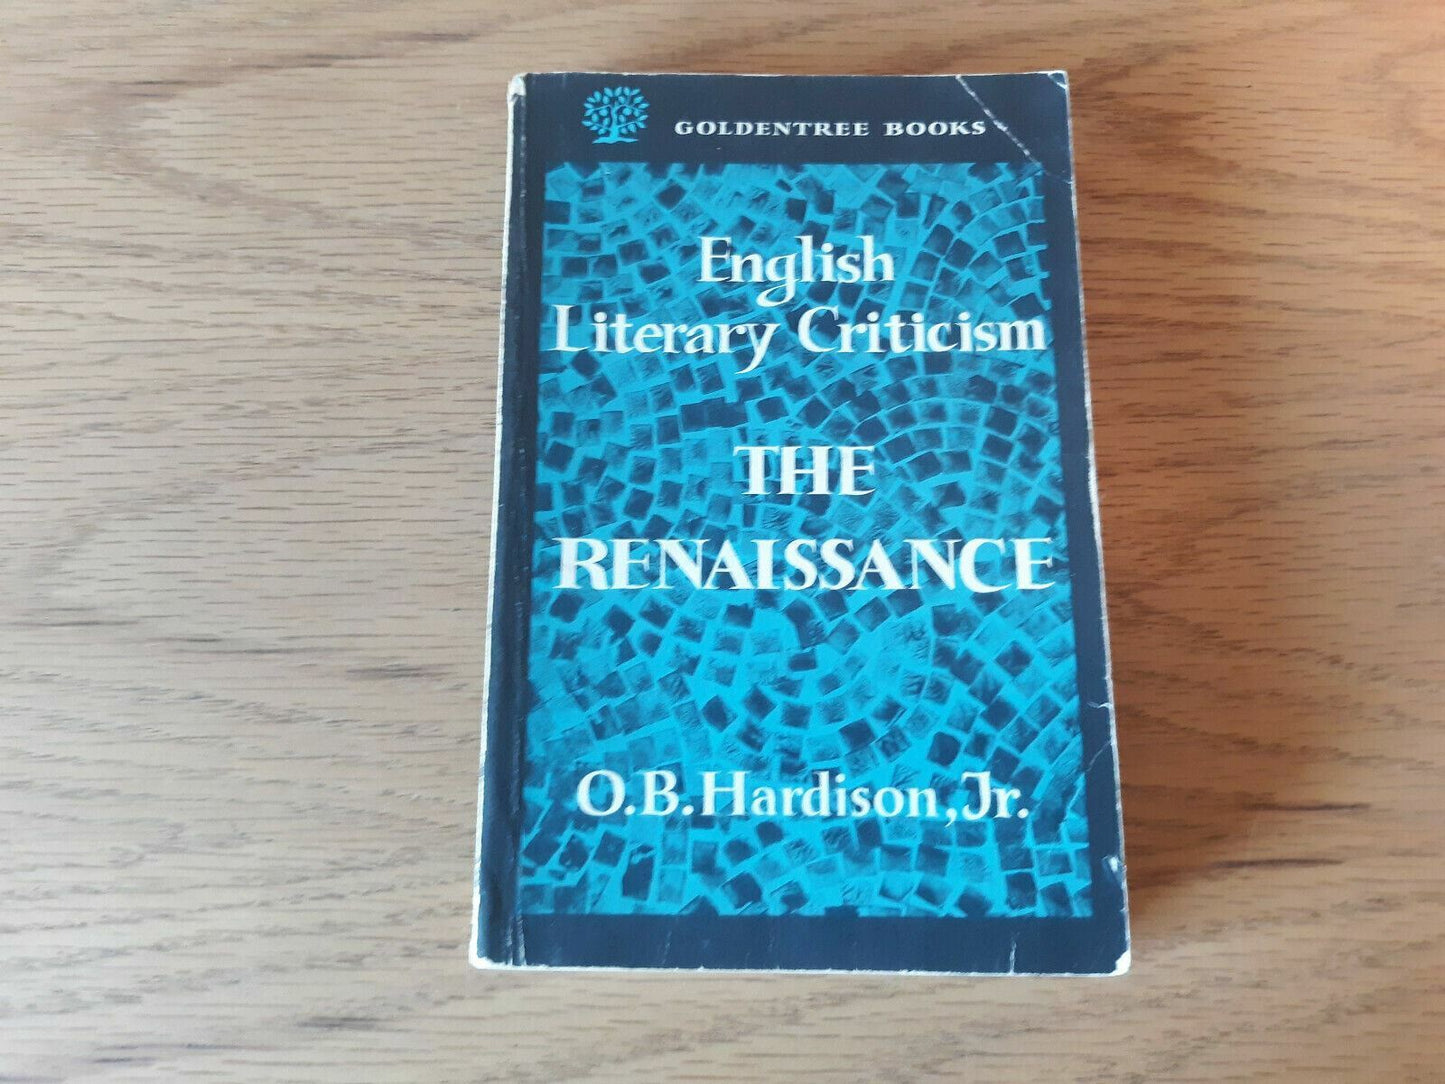 GOLDENTREE BOOKS
English
Literary Criticism
THE
RENAISSANCE
O.B. Hardison, Jr.